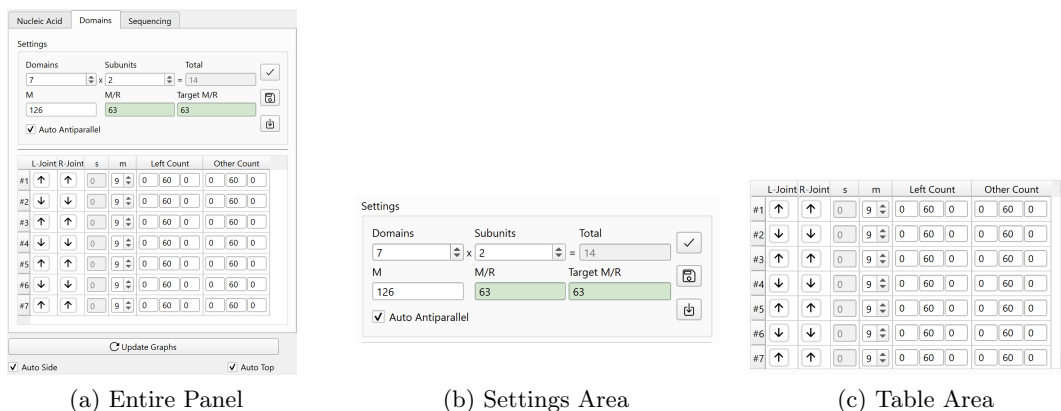 Nucleic Acid Domains Sequencing
Settings
Domains Subunits Total
7 x 2 = 14
M M/R Target M/R
126 63 63
Auto Antiparallel
L-Joint R-Joint s m Left Count Other Count
#1 ↑ ↑ 0 9 0 60 0 0 60 0
#2 ↓ ↓ 0 9 0 60 0 0 60 0
#3 ↑ ↑ 0 9 0 60 0 0 60 0
#4 ↓ ↓ 0 9 0 60 0 0 60 0
#5 ↑ ↑ 0 9 0 60 0 0 60 0
#6 ↓ ↓ 0 9 0 60 0 0 60 0
#7 ↑ ↑ 0 9 0 60 0 0 60 0
Update Graphs
Auto Side Auto Top
(a) Entire Panel
Settings
Domains Subunits Total
7 x 2 = 14
M M/R Target M/R
126 63 63
Auto Antiparallel
(b) Settings Area
L-Joint R-Joint s m Left Count Other Count
#1 ↑ ↑ 0 9 0 60 0 0 60 0
#2 ↓ ↓ 0 9 0 60 0 0 60 0
#3 ↑ ↑ 0 9 0 60 0 0 60 0
#4 ↓ ↓ 0 9 0 60 0 0 60 0
#5 ↑ ↑ 0 9 0 60 0 0 60 0
#6 ↓ ↓ 0 9 0 60 0 0 60 0
#7 ↑ ↑ 0 9 0 60 0 0 60 0
(c) Table Area